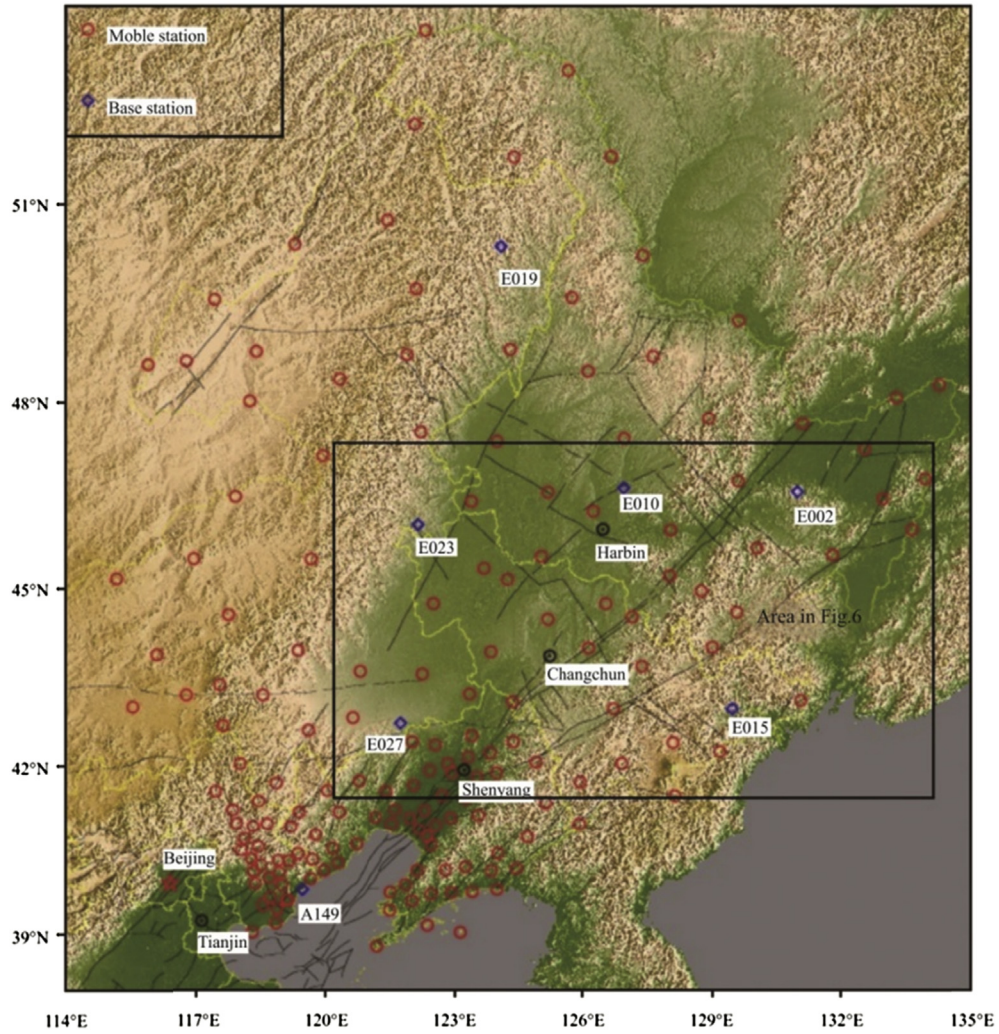 Moble station
Base station
51°N
E019
48°N
E010
E002
E023
Harbin
45°N
Area in Fig.6
Changchun
E015
E027
42°N
Shenyang
Beijing
A149
39°N
Tianjin
114°E 117°E 120°E 123°E 126°E 129°E 132°E 135°E